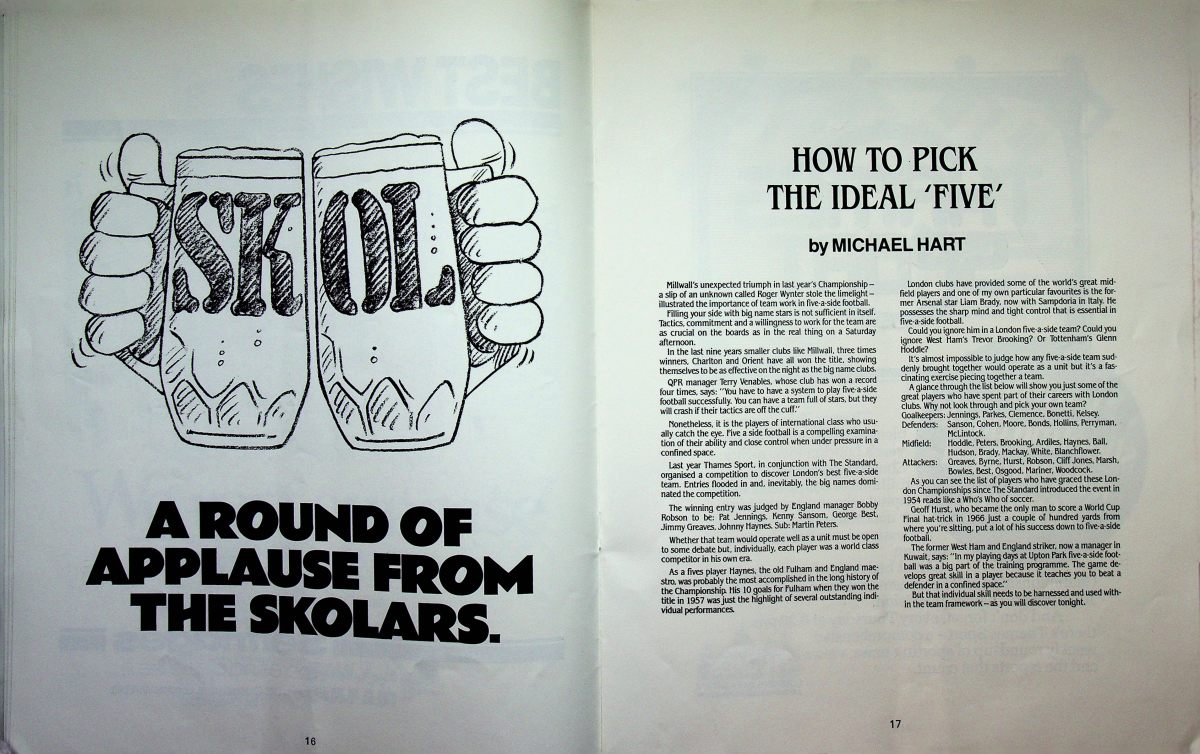 SKOL
A ROUND OF
APPLAUSE FROM
THE SKOLARS.
16
HOW TO PICK
THE IDEAL ‘FIVE’
by MICHAEL HART
Millwall's unexpected triumph in last year's Championship –
a slip of an unknown called Roger Wynter stole the limelight –
illustrated the importance of team work in five-a-side football.
Filling your side with big name stars is not sufficient in itself.
Tactics, commitment and a willingness to work for the team are
as crucial on the boards as in the real thing on a Saturday
afternoon.
In the last nine years smaller clubs like Millwall, three times
winners, Charlton and Orient have all won the title, showing
themselves to be as effective on the night as the big name clubs.
QPR manager Terry Venables, whose club has won a record
four times, says: "You have to have a system to play five-a-side
football successfully. You can have a team full of stars, but they
will crash if their tactics are off the cuff."
Nonetheless, it is the players of international class who usu-
ally catch the eye. Five a side football is a compelling examina-
tion of their ability and close control when under pressure in a
confined space.
Last year Thames Sport, in conjunction with The Standard,
organised a competition to discover London's best five-a-side
team. Entries flooded in and, inevitably, the big names domi-
nated the competition.
The winning entry was judged by England manager Bobby
Robson to be: Pat Jennings, Kenny Sansom, George Best,
Jimmy Greaves, Johnny Haynes. Sub: Martin Peters.
Whether that team would operate well as a unit must be open
to some debate but, individually, each player was a world class
competitor in his own era.
As a fives player Haynes, the old Fulham and England mae-
stro, was probably the most accomplished in the long history of
the Championship. His 10 goals for Fulham when they won the
title in 1957 was just the highlight of several outstanding indi-
vidual performances.
London clubs have provided some of the world's great mid-
field players and one of my own particular favourites is the for-
mer Arsenal star Liam Brady, now with Sampdoria in Italy. He
possesses the sharp mind and tight control that is essential in
five-a-side football.
Could you ignore him in a London five-a-side team? Could you
ignore West Ham's Trevor Brooking? Or Tottenham's Glenn
Hoddle?
It's almost impossible to judge how any five-a-side team sud-
denly brought together would operate as a unit but it's a fas-
cinating exercise piecing together a team.
A glance through the list below will show you just some of the
great players who have spent part of their careers with London
clubs. Why not look through and pick your own team?
Goalkeepers: Jennings, Parkes, Clemence, Bonetti, Kelsey.
Defenders: Sanson, Cohen, Moore, Bonds, Hollins, Perryman,
McLintock.
Midfield: Hoddle, Peters, Brooking, Ardiles, Haynes, Ball,
Hudson, Brady, Mackay, White, Blanchflower.
Attackers: Greaves, Byrne, Hurst, Robson, Cliff Jones, Marsh,
Bowles, Best, Osgood, Mariner, Woodcock.
As you can see the list of players who have graced these Lon-
don Championships since The Standard introduced the event in
1954 reads like a Who's Who of soccer.
Geoff Hurst, who became the only man to score a World Cup
Final hat-trick in 1966 just a couple of hundred yards from
where you're sitting, put a lot of his success down to five-a-side
football.
The former West Ham and England striker, now a manager in
Kuwait, says: "In my playing days at Upton Park five-a-side foot-
ball was a big part of the training programme. The game de-
velops great skill in a player because it teaches you to beat a
defender in a confined space."
But that individual skill needs to be harnessed and used with-
in the team framework – as you will discover tonight.
17